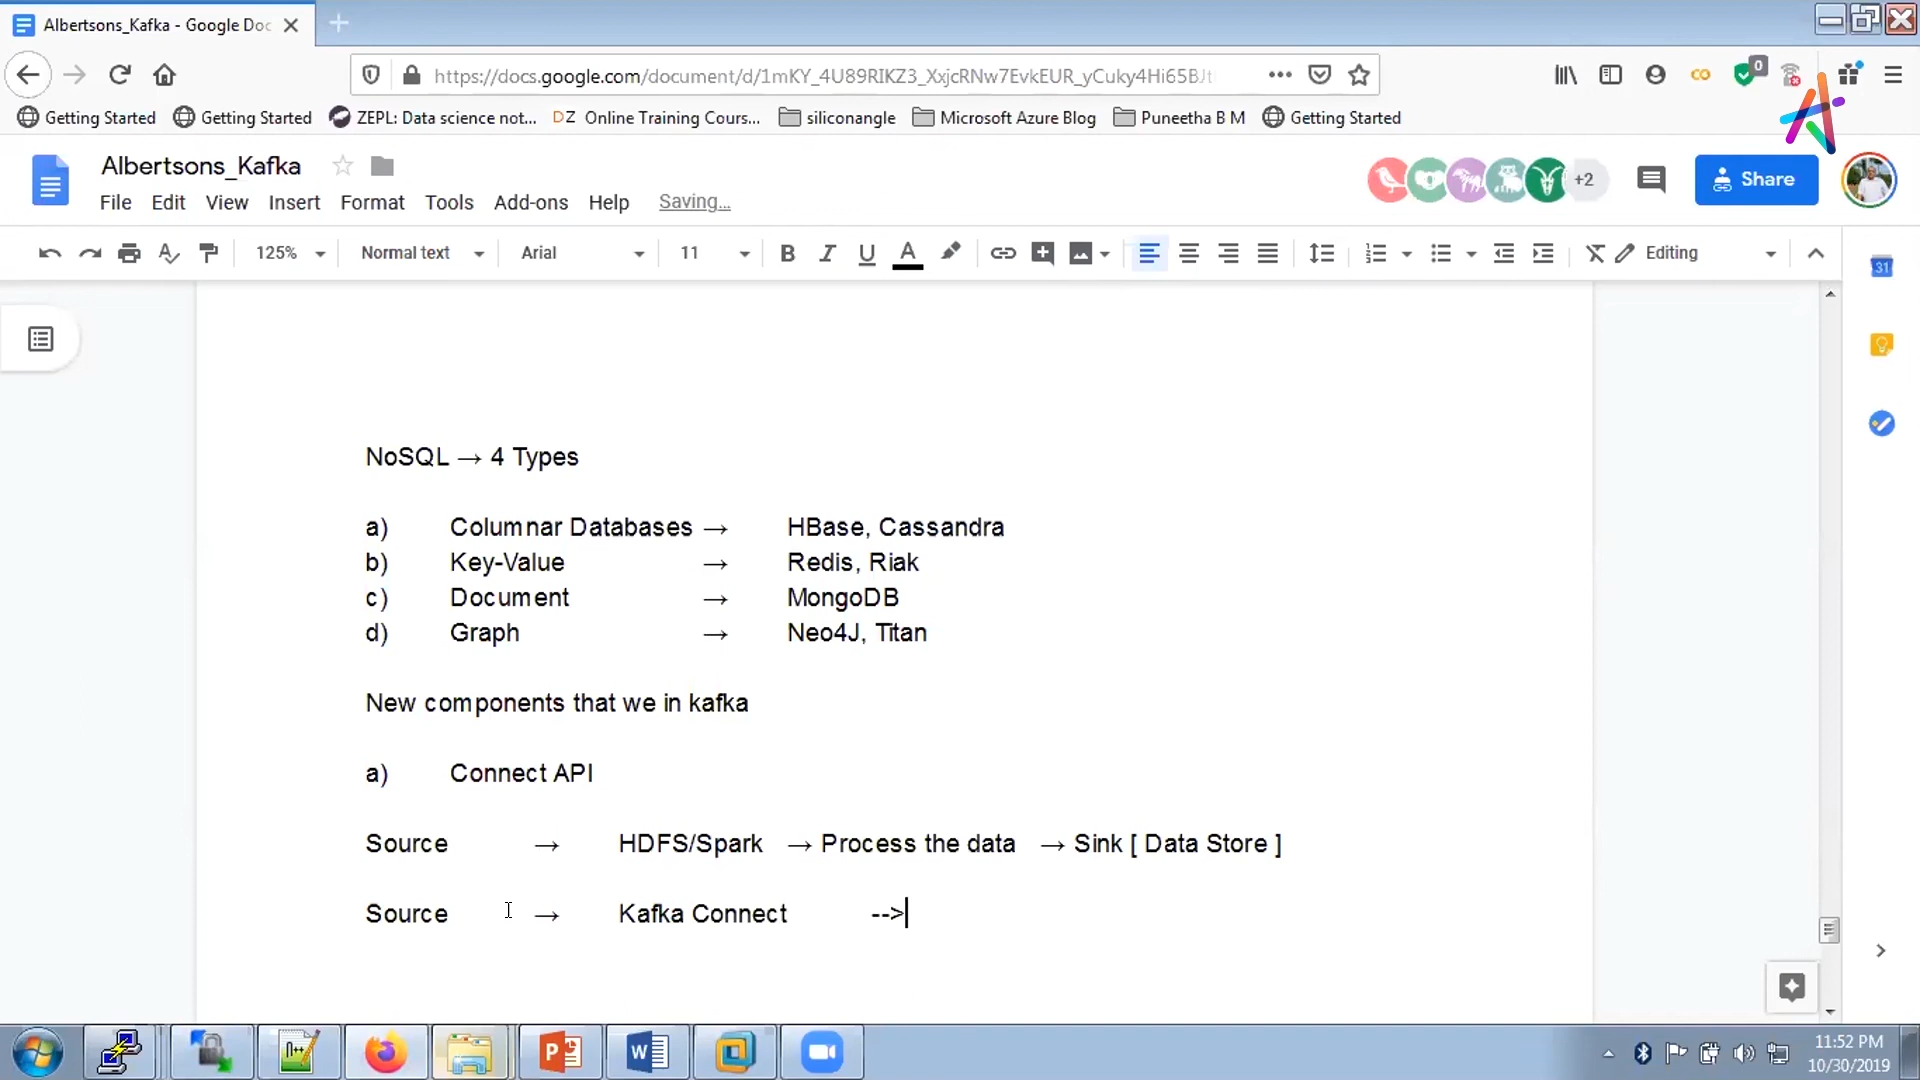 Albertsons_Kafka - Google Doc
https://docs.google.com/document/d/1mKY_4U89RIKZ3_XxjcRNw7EvkEUR_yCuky4Hi65BJt
0
Getting Started
Getting Started
ZEPL: Data science not...
DZ Online Training Cours...
siliconangle
Microsoft Azure Blog
Puneetha B M
Getting Started
Albertsons_Kafka
+2
Share
File Edit View Insert Format Tools Add-ons Help Saving...
125% Normal text Arial 11 B I U A Editing
31
NoSQL → 4 Types
a) Columnar Databases → HBase, Cassandra
b) Key-Value → Redis, Riak
c) Document → MongoDB
d) Graph → Neo4J, Titan
New components that we in kafka
a) Connect API
Source → HDFS/Spark → Process the data → Sink [ Data Store ]
Source → Kafka Connect -->
11:52 PM
10/30/2019